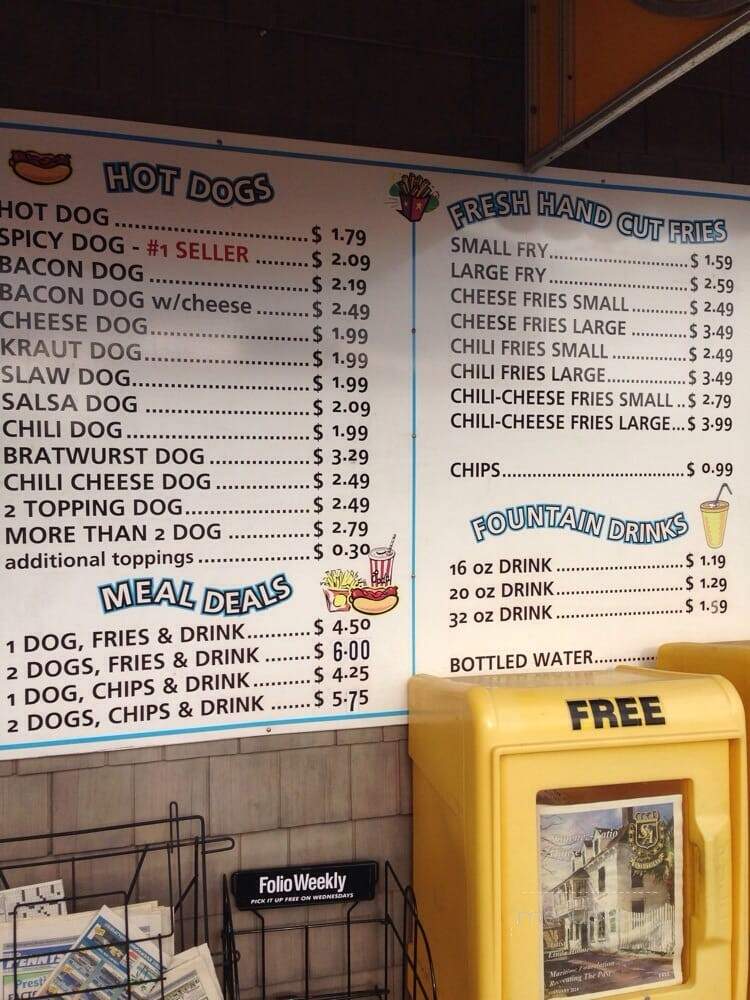 HOT DOGS
HOT DOG ........................ $ 1.79
SPICY DOG - #1 SELLER ........ $ 2.09
BACON DOG ..................... $ 2.19
BACON DOG w/cheese ....... $ 2.49
CHEESE DOG..................... $ 1.99
KRAUT DOG...................... $ 1.99
SLAW DOG........................ $ 1.99
SALSA DOG ...................... $ 2.09
CHILI DOG........................ $ 1.99
BRATWURST DOG ............. $ 3.29
CHILI CHEESE DOG ............ $ 2.49
2 TOPPING DOG................ $ 2.49
MORE THAN 2 DOG .......... $ 2.79
additional toppings ............... $ 0.30
MEAL DEALS
1 DOG, FRIES & DRINK.......... $ 4.50
2 DOGS, FRIES & DRINK ........ $ 6.00
1 DOG, CHIPS & DRINK ......... $ 4.25
2 DOGS, CHIPS & DRINK ....... $ 5.75
FRESH HAND CUT FRIES
SMALL FRY..................... $ 1.59
LARGE FRY..................... $ 2.59
CHEESE FRIES SMALL.......... $ 2.49
CHEESE FRIES LARGE .......... $ 3.49
CHILI FRIES SMALL ............. $ 2.49
CHILI FRIES LARGE.............. $ 3.49
CHILI-CHEESE FRIES SMALL .. $ 2.79
CHILI-CHEESE FRIES LARGE... $ 3.99
CHIPS............................... $ 0.99
FOUNTAIN DRINKS
16 oz DRINK ...................... $ 1.19
20 oz DRINK ...................... $ 1.29
32 oz DRINK ...................... $ 1.59
BOTTLED WATER.............
FREE
Folio Weekly
PICK IT UP FREE ON WEDNESDAYS
Maritime Foundation
Recreating The Past